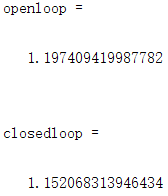 openloop =
1.197409419987782
closedloop =
1.152068313946434